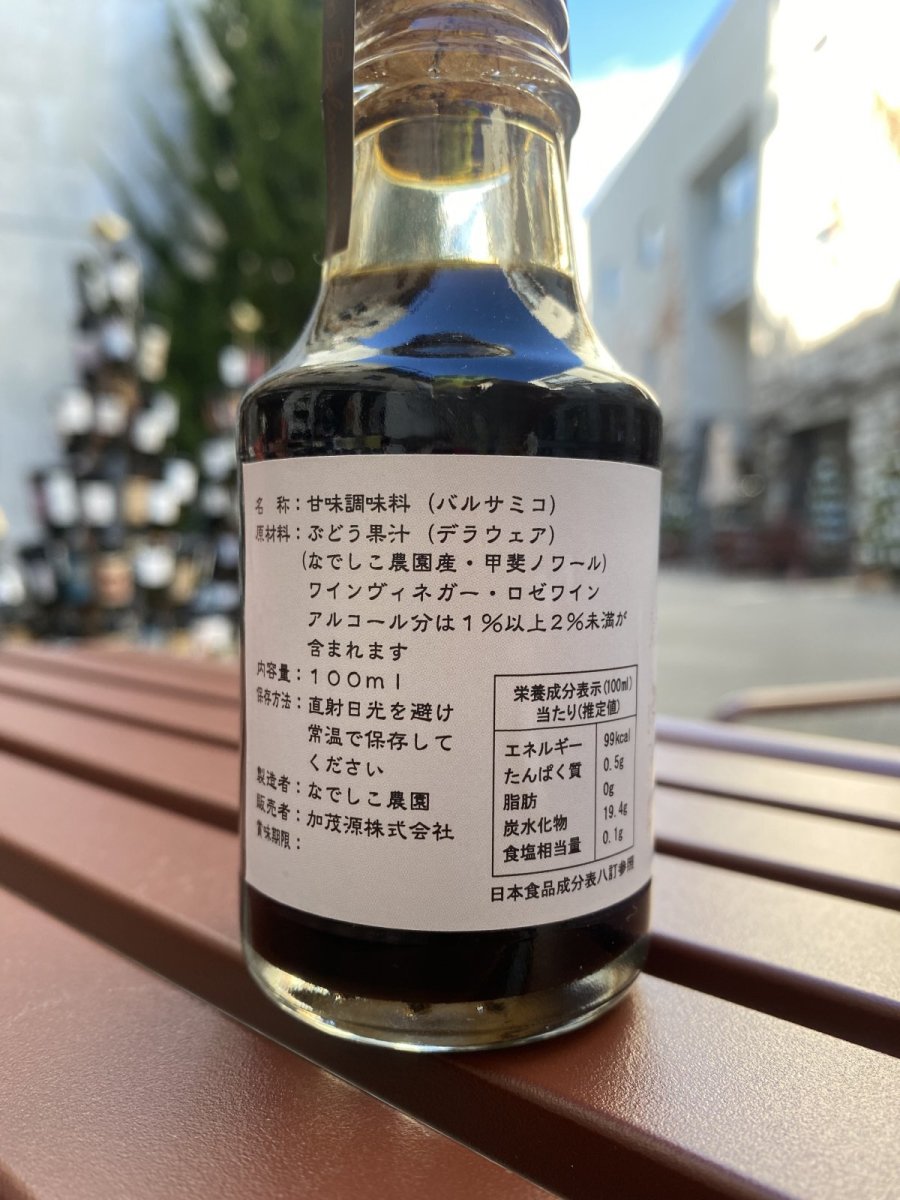 名 称：甘味調味料（バルサミコ）
原材料：ぶどう果汁（デラウェア）
（なでしこ農園産・甲斐ノワール）
ワインヴィネガー・ロゼワイン
アルコール分は１％以上２％未満が
含まれます
内容量：１００ｍｌ
保存方法：直射日光を避け
常温で保存して
ください
製造者：なでしこ農園
販売者：加茂源株式会社
賞味期限：
栄養成分表示(100ml)
当たり(推定値)
エネルギー 99kcal
たんぱく質 0.5g
脂肪 0g
炭水化物 19.4g
食塩相当量 0.1g
日本食品成分表八訂参照